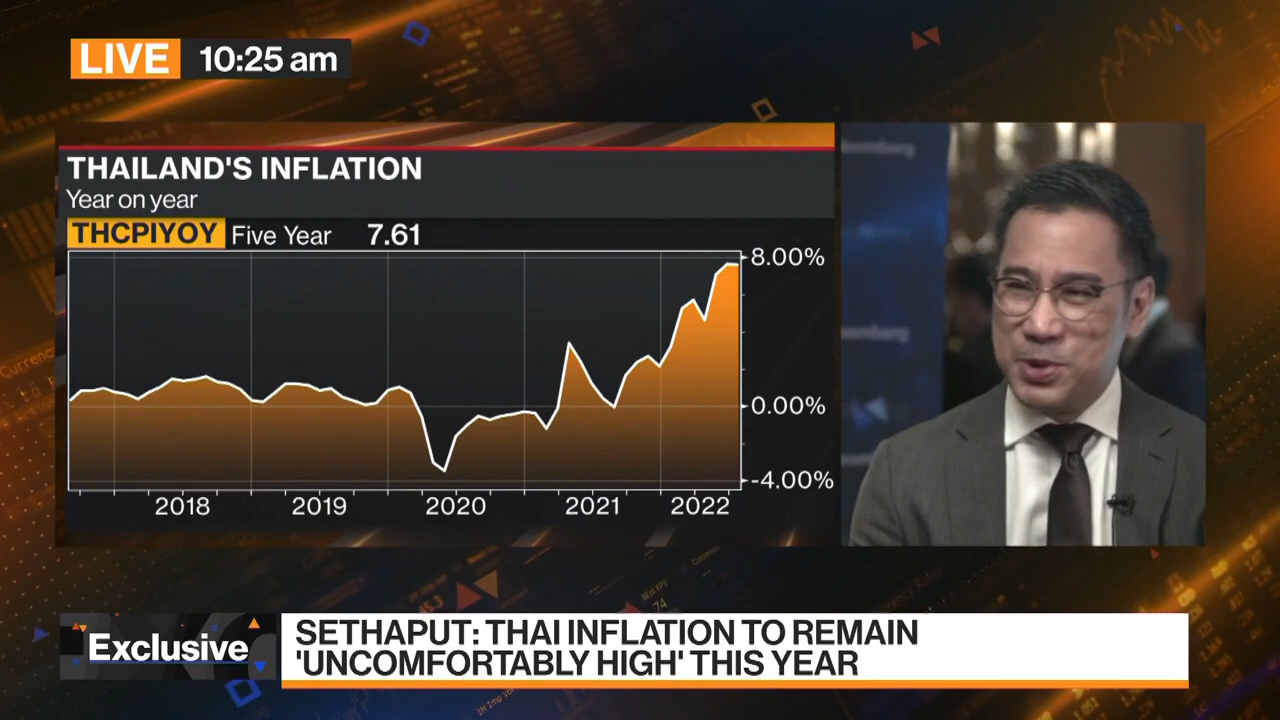 LIVE 10:25 am
THAILAND'S INFLATION
Year on year
THCPIYOY Five Year 7.61
8.00%
0.00%
-4.00%
2018 2019 2020 2021 2022
Exclusive
SETHAPUT: THAI INFLATION TO REMAIN
'UNCOMFORTABLY HIGH' THIS YEAR